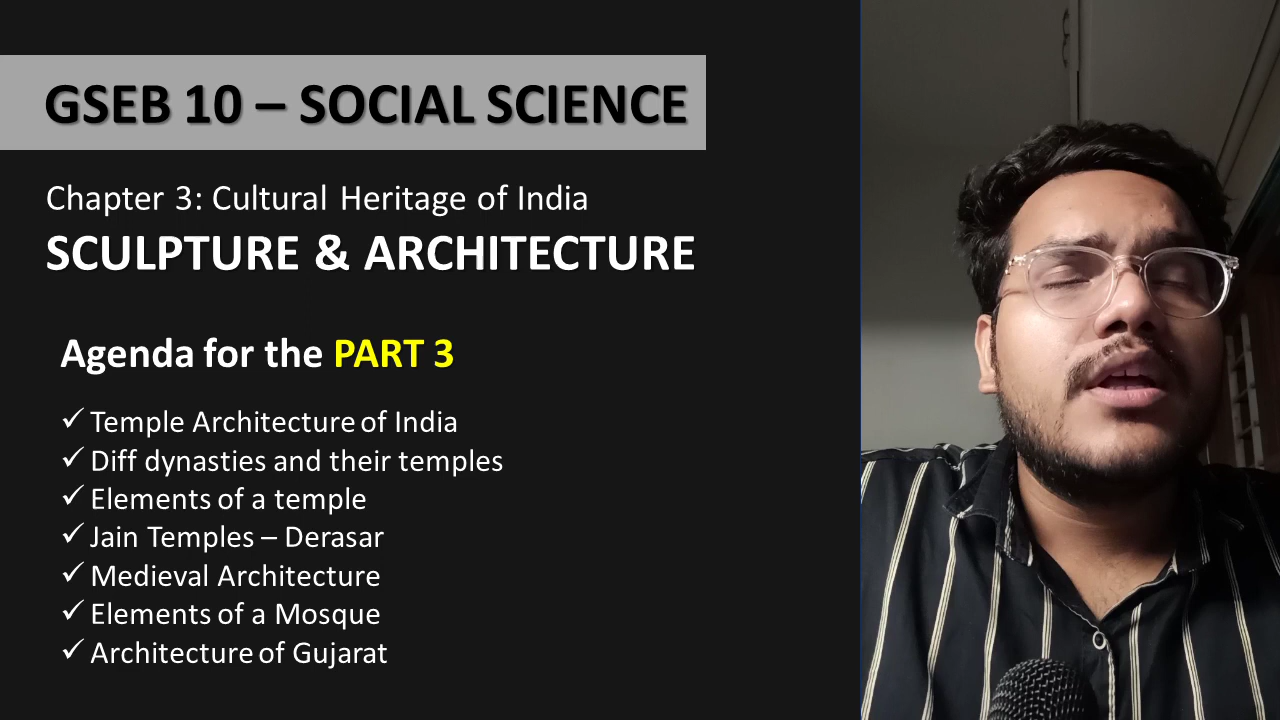 GSEB 10 – SOCIAL SCIENCE
Chapter 3: Cultural Heritage of India
SCULPTURE & ARCHITECTURE
Agenda for the PART 3
✓ Temple Architecture of India
✓ Diff dynasties and their temples
✓ Elements of a temple
✓ Jain Temples – Derasar
✓ Medieval Architecture
✓ Elements of a Mosque
✓ Architecture of Gujarat